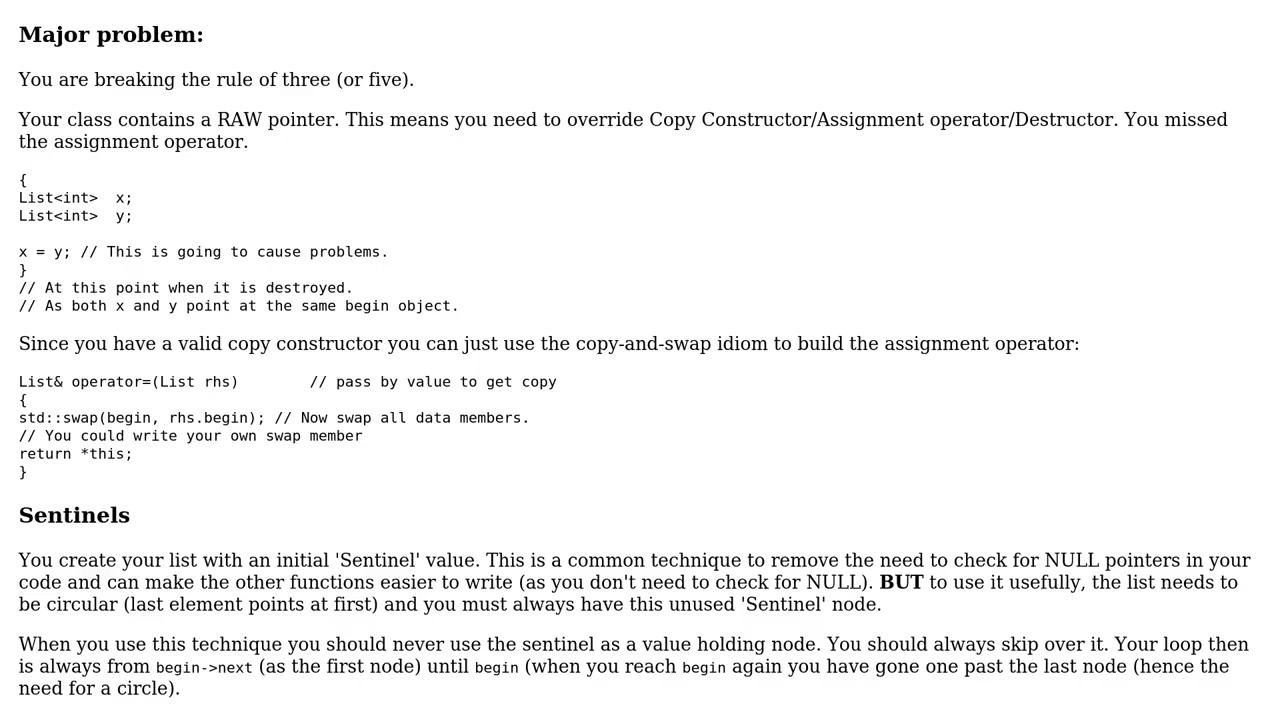 Major problem:
You are breaking the rule of three (or five).
Your class contains a RAW pointer. This means you need to override Copy Constructor/Assignment operator/Destructor. You missed
the assignment operator.
{
List<int>  x;
List<int>  y;
x = y; // This is going to cause problems.
}
// At this point when it is destroyed.
// As both x and y point at the same begin object.
Since you have a valid copy constructor you can just use the copy-and-swap idiom to build the assignment operator:
List& operator=(List rhs)        // pass by value to get copy
{
std::swap(begin, rhs.begin); // Now swap all data members.
// You could write your own swap member
return *this;
}
Sentinels
You create your list with an initial 'Sentinel' value. This is a common technique to remove the need to check for NULL pointers in your
code and can make the other functions easier to write (as you don't need to check for NULL). BUT to use it usefully, the list needs to
be circular (last element points at first) and you must always have this unused 'Sentinel' node.
When you use this technique you should never use the sentinel as a value holding node. You should always skip over it. Your loop then
is always from begin->next (as the first node) until begin (when you reach begin again you have gone one past the last node (hence the
need for a circle).